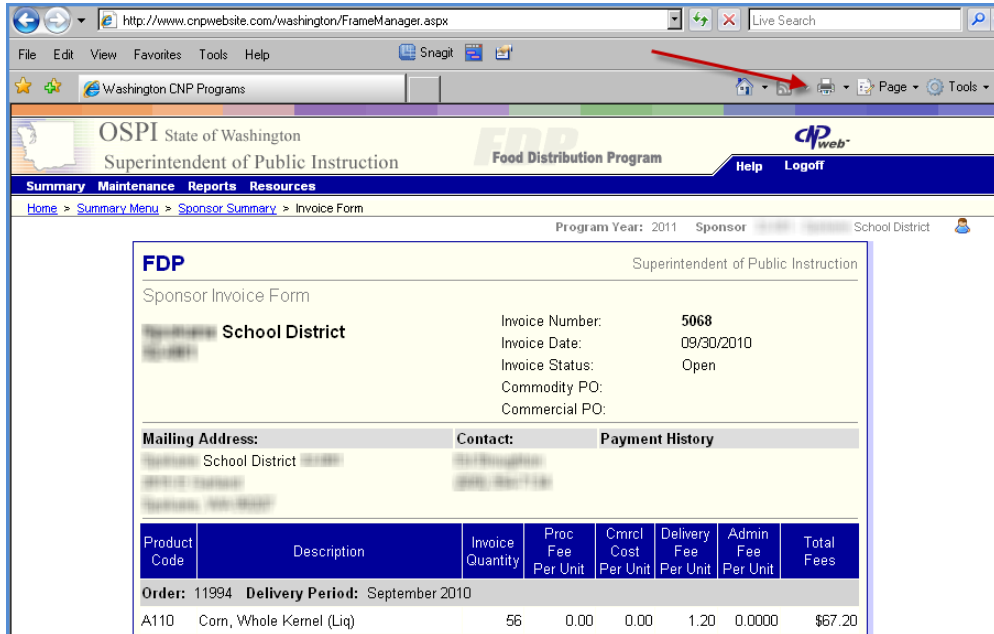 http://www.cnpwebsite.com/washington/FrameManager.aspx
Live Search
File Edit View Favorites Tools Help
Snagit
Washington CNP Programs
Page
Tools
OSPI State of Washington
Superintendent of Public Instruction
FDP
Food Distribution Program
CNPweb
Help Logoff
Summary Maintenance Reports Resources
Home > Summary Menu > Sponsor Summary > Invoice Form
Program Year: 2011 Sponsor School District
FDP
Superintendent of Public Instruction
Sponsor Invoice Form
School District
Invoice Number: 5068
Invoice Date: 09/30/2010
Invoice Status: Open
Commodity PO:
Commercial PO:
Mailing Address: Contact: Payment History
School District
Product Code Description Invoice Quantity Proc Fee Per Unit Cmrcl Cost Per Unit Delivery Fee Per Unit Admin Fee Per Unit Total Fees
Order: 11994 Delivery Period: September 2010
A110 Corn, Whole Kernel (Liq) 56 0.00 0.00 1.20 0.0000 $67.20